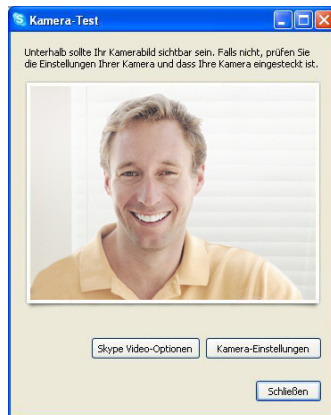 Kamera-Test
Unterhalb sollte Ihr Kamerabild sichtbar sein. Falls nicht, prüfen Sie
die Einstellungen Ihrer Kamera und dass Ihre Kamera eingesteckt ist.
Skype Video-Optionen Kamera-Einstellungen
Schließen